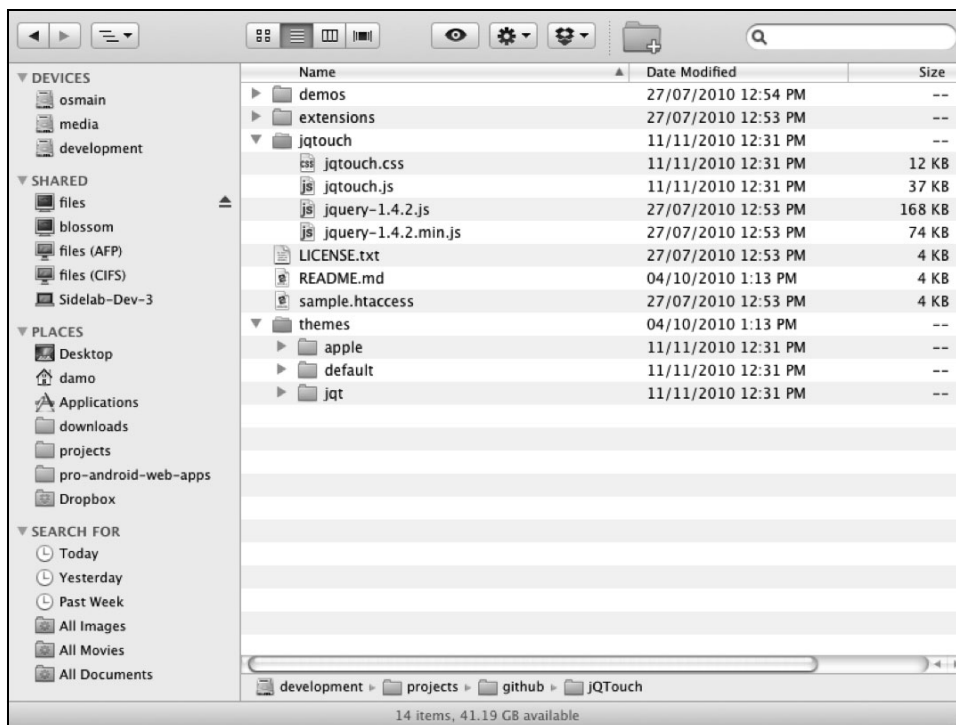 Name Date Modified Size
DEVICES
osmain
media
development
SHARED
files
blossom
files (AFP)
files (CIFS)
Sidelab-Dev-3
PLACES
Desktop
damo
Applications
downloads
projects
pro-android-web-apps
Dropbox
SEARCH FOR
Today
Yesterday
Past Week
All Images
All Movies
All Documents
demos 27/07/2010 12:54 PM --
extensions 27/07/2010 12:53 PM --
jqtouch 11/11/2010 12:31 PM --
css jqtouch.css 11/11/2010 12:31 PM 12 KB
js jqtouch.js 11/11/2010 12:31 PM 37 KB
js jquery-1.4.2.js 27/07/2010 12:53 PM 168 KB
js jquery-1.4.2.min.js 27/07/2010 12:53 PM 74 KB
LICENSE.txt 27/07/2010 12:53 PM 4 KB
README.md 04/10/2010 1:13 PM 4 KB
sample.htaccess 27/07/2010 12:53 PM 4 KB
themes 04/10/2010 1:13 PM --
apple 11/11/2010 12:31 PM --
default 11/11/2010 12:31 PM --
jqt 11/11/2010 12:31 PM --
development projects github jQTouch
14 items, 41.19 GB available